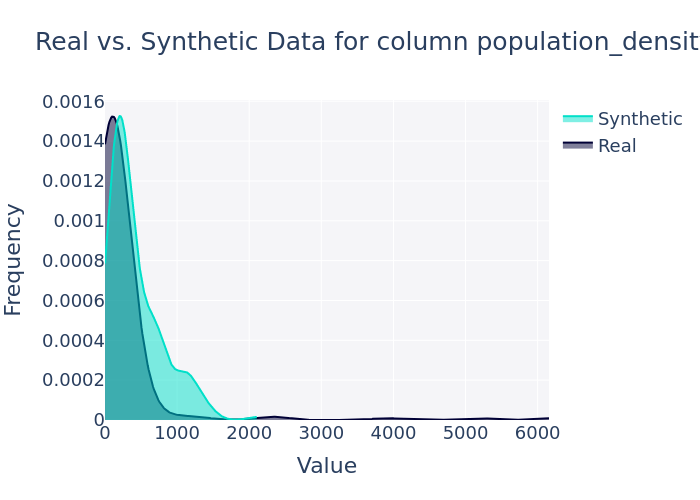 Real vs. Synthetic Data for column population_densit
0.0016
0.0014
0.0012
0.001
0.0008
0.0006
0.0004
0.0002
0
Frequency
0 1000 2000 3000 4000 5000 6000
Value
Synthetic
Real